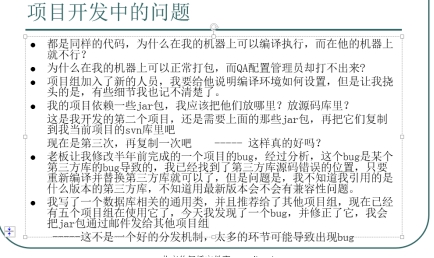 项目开发中的问题
都是同样的代码，为什么在我的机器上可以编译执行，而在他的机器上
就不行？
为什么在我的机器上可以正常打包，而QA配置管理员却打不出来？
项目组加入了新的人员，我要给他说明编译环境如何设置，但是让我挠
头的是，有些细节我也记不清楚了。
我的项目依赖一些jar包，我应该把他们放哪里？放源码库里？
这是我开发的第二个项目，还是需要上面的那些jar包，再把它们复制
到我当前项目的svn库里吧
现在是第三次，再复制一次吧 ----- 这样真的好吗？
老板让我修改半年前完成的一个项目的bug，经过分析，这个bug是某个
第三方库的bug导致的，我已经找到了第三方库源码错误的位置，只要
重新编译并替换第三方库就可以了，但是问题是，我不知道我引用的是
什么版本的第三方库，不知道用最新版本会不会有兼容性问题。
我写了一个数据库相关的通用类，并且推荐给了其他项目组，现在已经
有五个项目组在使用它了，今天我发现了一个bug，并修正了它，我会
把jar包通过邮件发给其他项目组
-----这不是一个好的分发机制，太多的环节可能导致出现bug